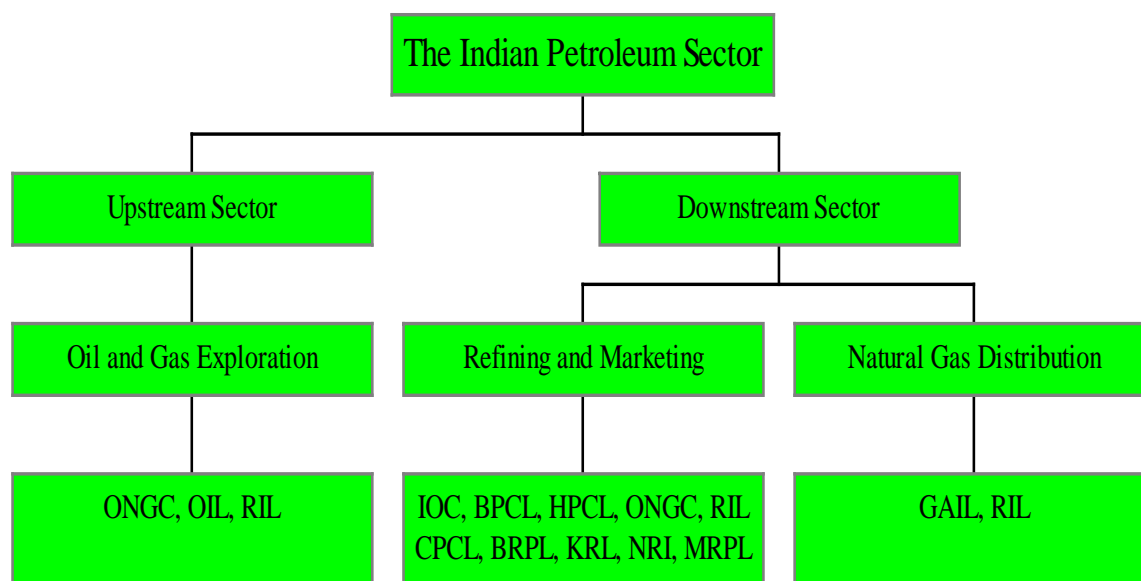 The Indian Petroleum Sector
Upstream Sector
Downstream Sector
Oil and Gas Exploration
Refining and Marketing
Natural Gas Distribution
ONGC, OIL, RIL
IOC, BPCL, HPCL, ONGC, RIL
CPCL, BRPL, KRL, NRI, MRPL
GAIL, RIL